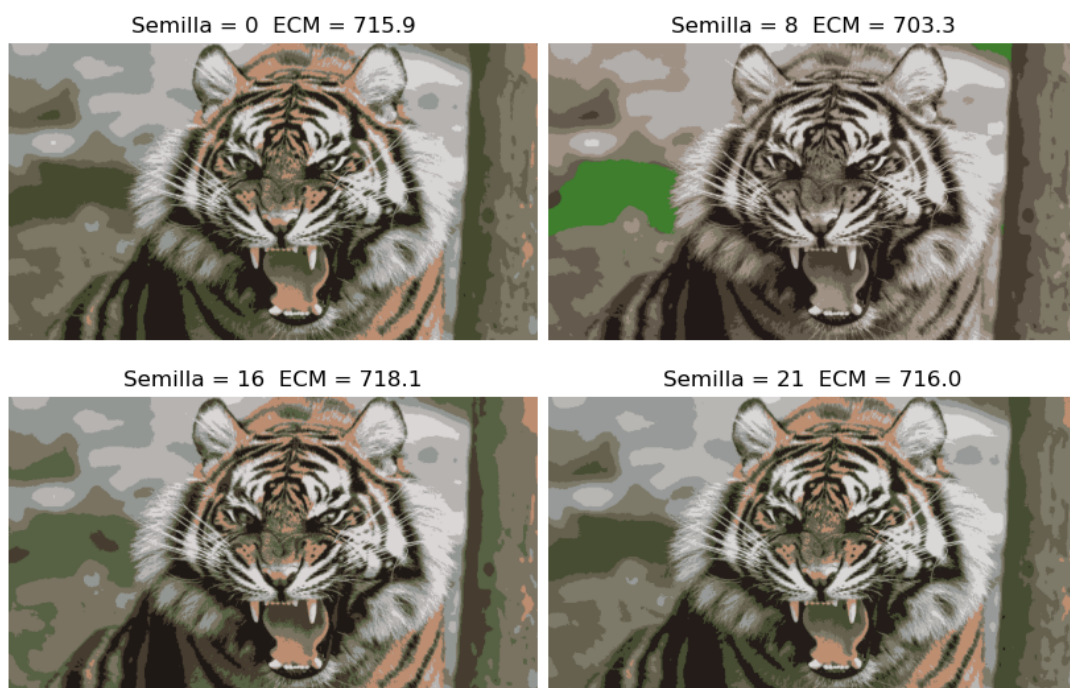 Semilla = 0  ECM = 715.9
Semilla = 8  ECM = 703.3
Semilla = 16  ECM = 718.1
Semilla = 21  ECM = 716.0